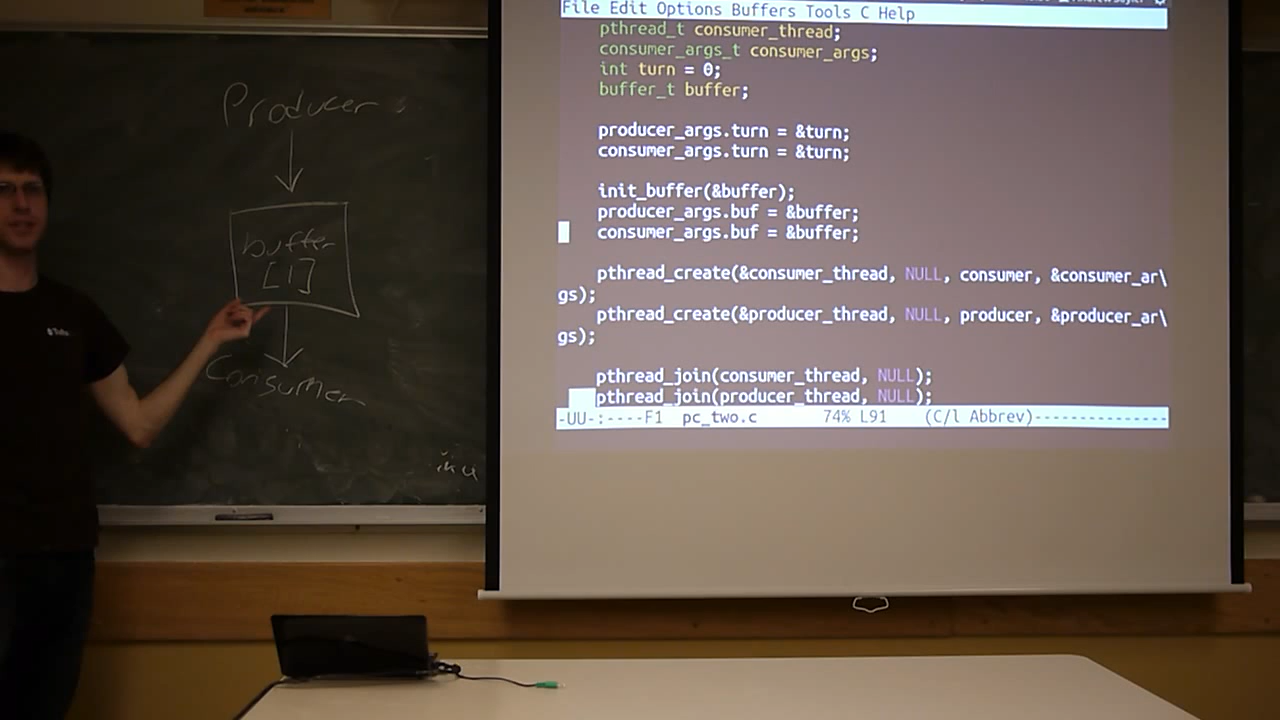 Producer
buffer
[1]
Consumer
File Edit Options Buffers Tools C Help
pthread_t consumer_thread;
consumer_args_t consumer_args;
int turn = 0;
buffer_t buffer;
producer_args.turn = &turn;
consumer_args.turn = &turn;
init_buffer(&buffer);
producer_args.buf = &buffer;
consumer_args.buf = &buffer;
pthread_create(&consumer_thread, NULL, consumer, &consumer_ar\
gs);
pthread_create(&producer_thread, NULL, producer, &producer_ar\
gs);
pthread_join(consumer_thread, NULL);
pthread_join(producer_thread, NULL);
-UU-:----F1 pc_two.c 74% L91 (C/l Abbrev)---------------